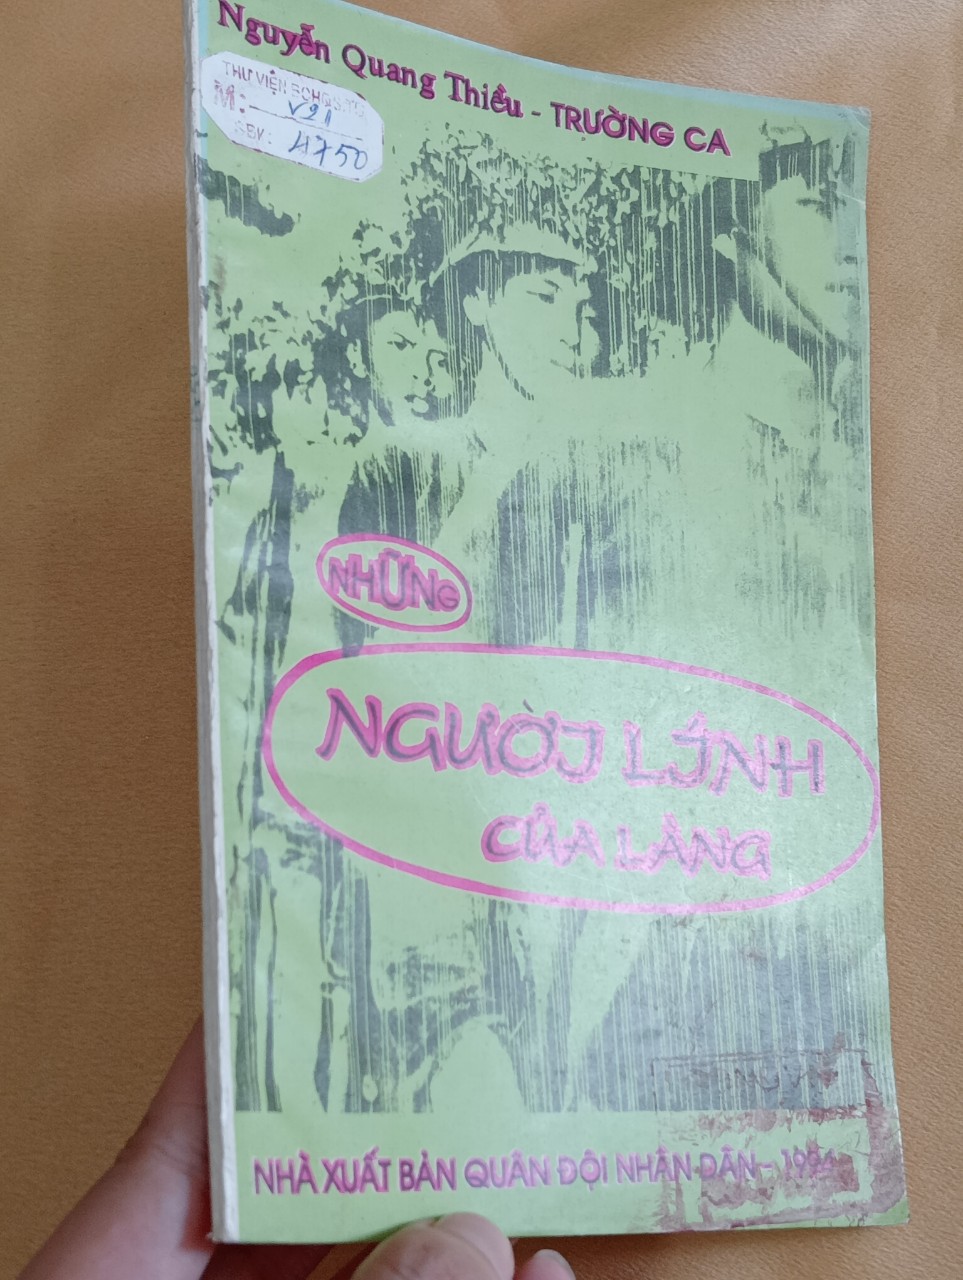 Nguyễn Quang Thiều - TRƯỜNG CA
THƯ VIỆN
M: V21
SBK: 4750
NHỮNG
NGƯỜI LÍNH
CỦA LÀNG
NHÀ XUẤT BẢN QUÂN ĐỘI NHÂN DÂN -